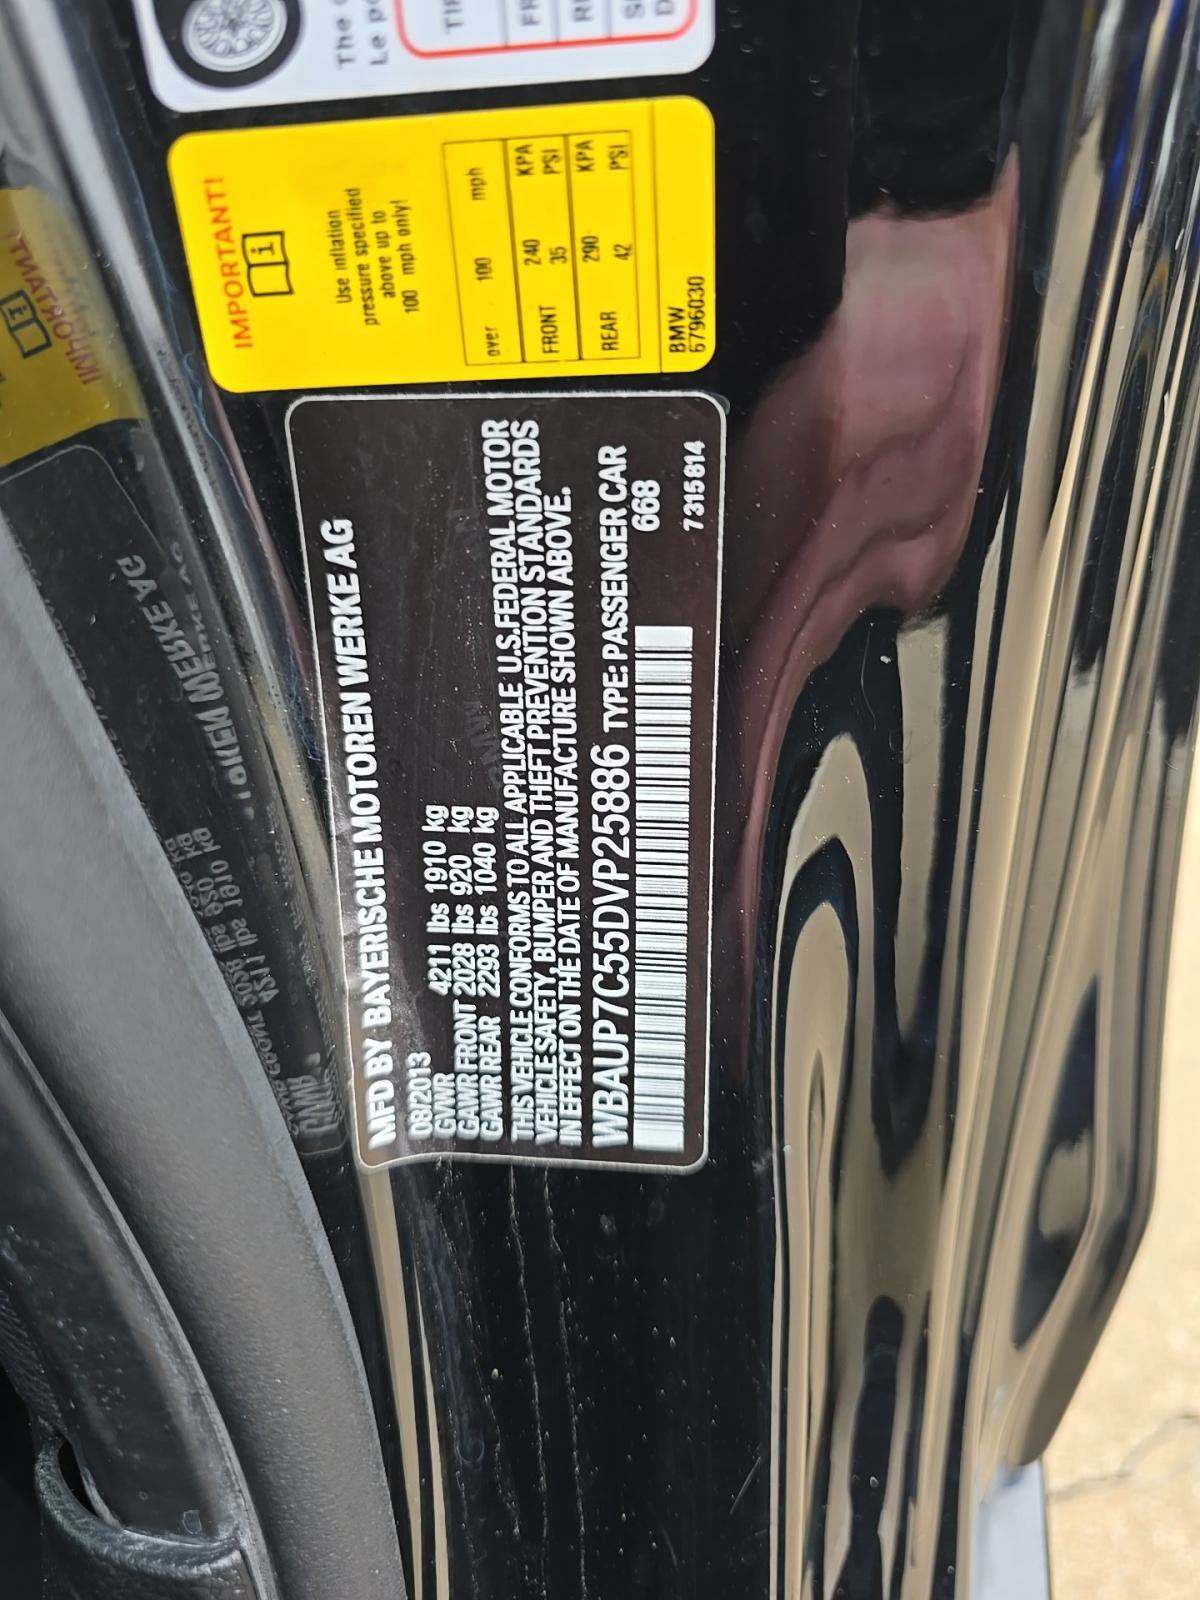 MFD BY BAYERISCHE MOTOREN WERKE AG
08/2013
GVWR 4211 lbs 1910 kg
GAWR FRONT 2028 lbs 920 kg
GAWR REAR 2293 lbs 1040 kg
THIS VEHICLE CONFORMS TO ALL APPLICABLE U.S.FEDERAL MOTOR
VEHICLE SAFETY, BUMPER AND THEFT PREVENTION STANDARDS
IN EFFECT ON THE DATE OF MANUFACTURE SHOWN ABOVE.
WBAUP7C55DVP25886 TYPE: PASSENGER CAR
668
7315814
IMPORTANT!
i
Use inflation
pressure specified
above up to
100 mph only!
over 100 mph
FRONT 240 KPA
35 PSI
REAR 290 KPA
42 PSI
BMW
6796030
The
Le